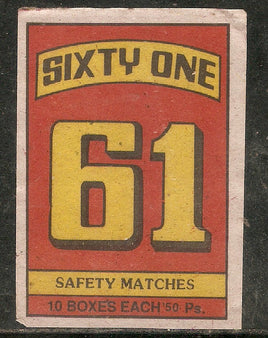 SIXTY ONE
61
SAFETY MATCHES
10 BOXES EACH '50 Ps.